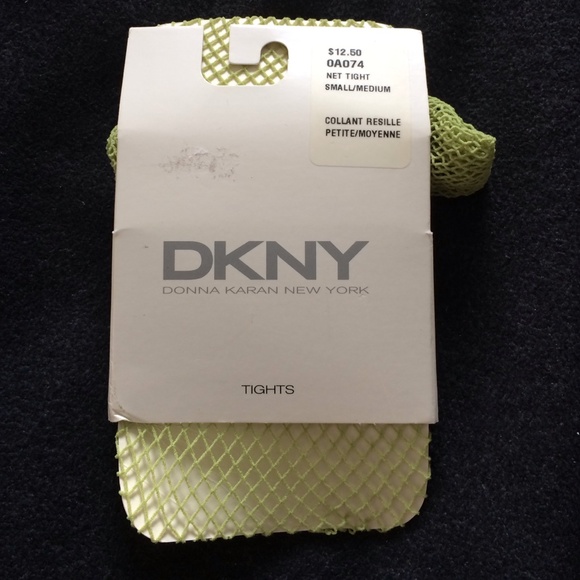 $12.50
0A074
NET TIGHT
SMALL/MEDIUM
COLLANT RESILLE
PETITE/MOYENNE
DKNY
DONNA KARAN NEW YORK
TIGHTS